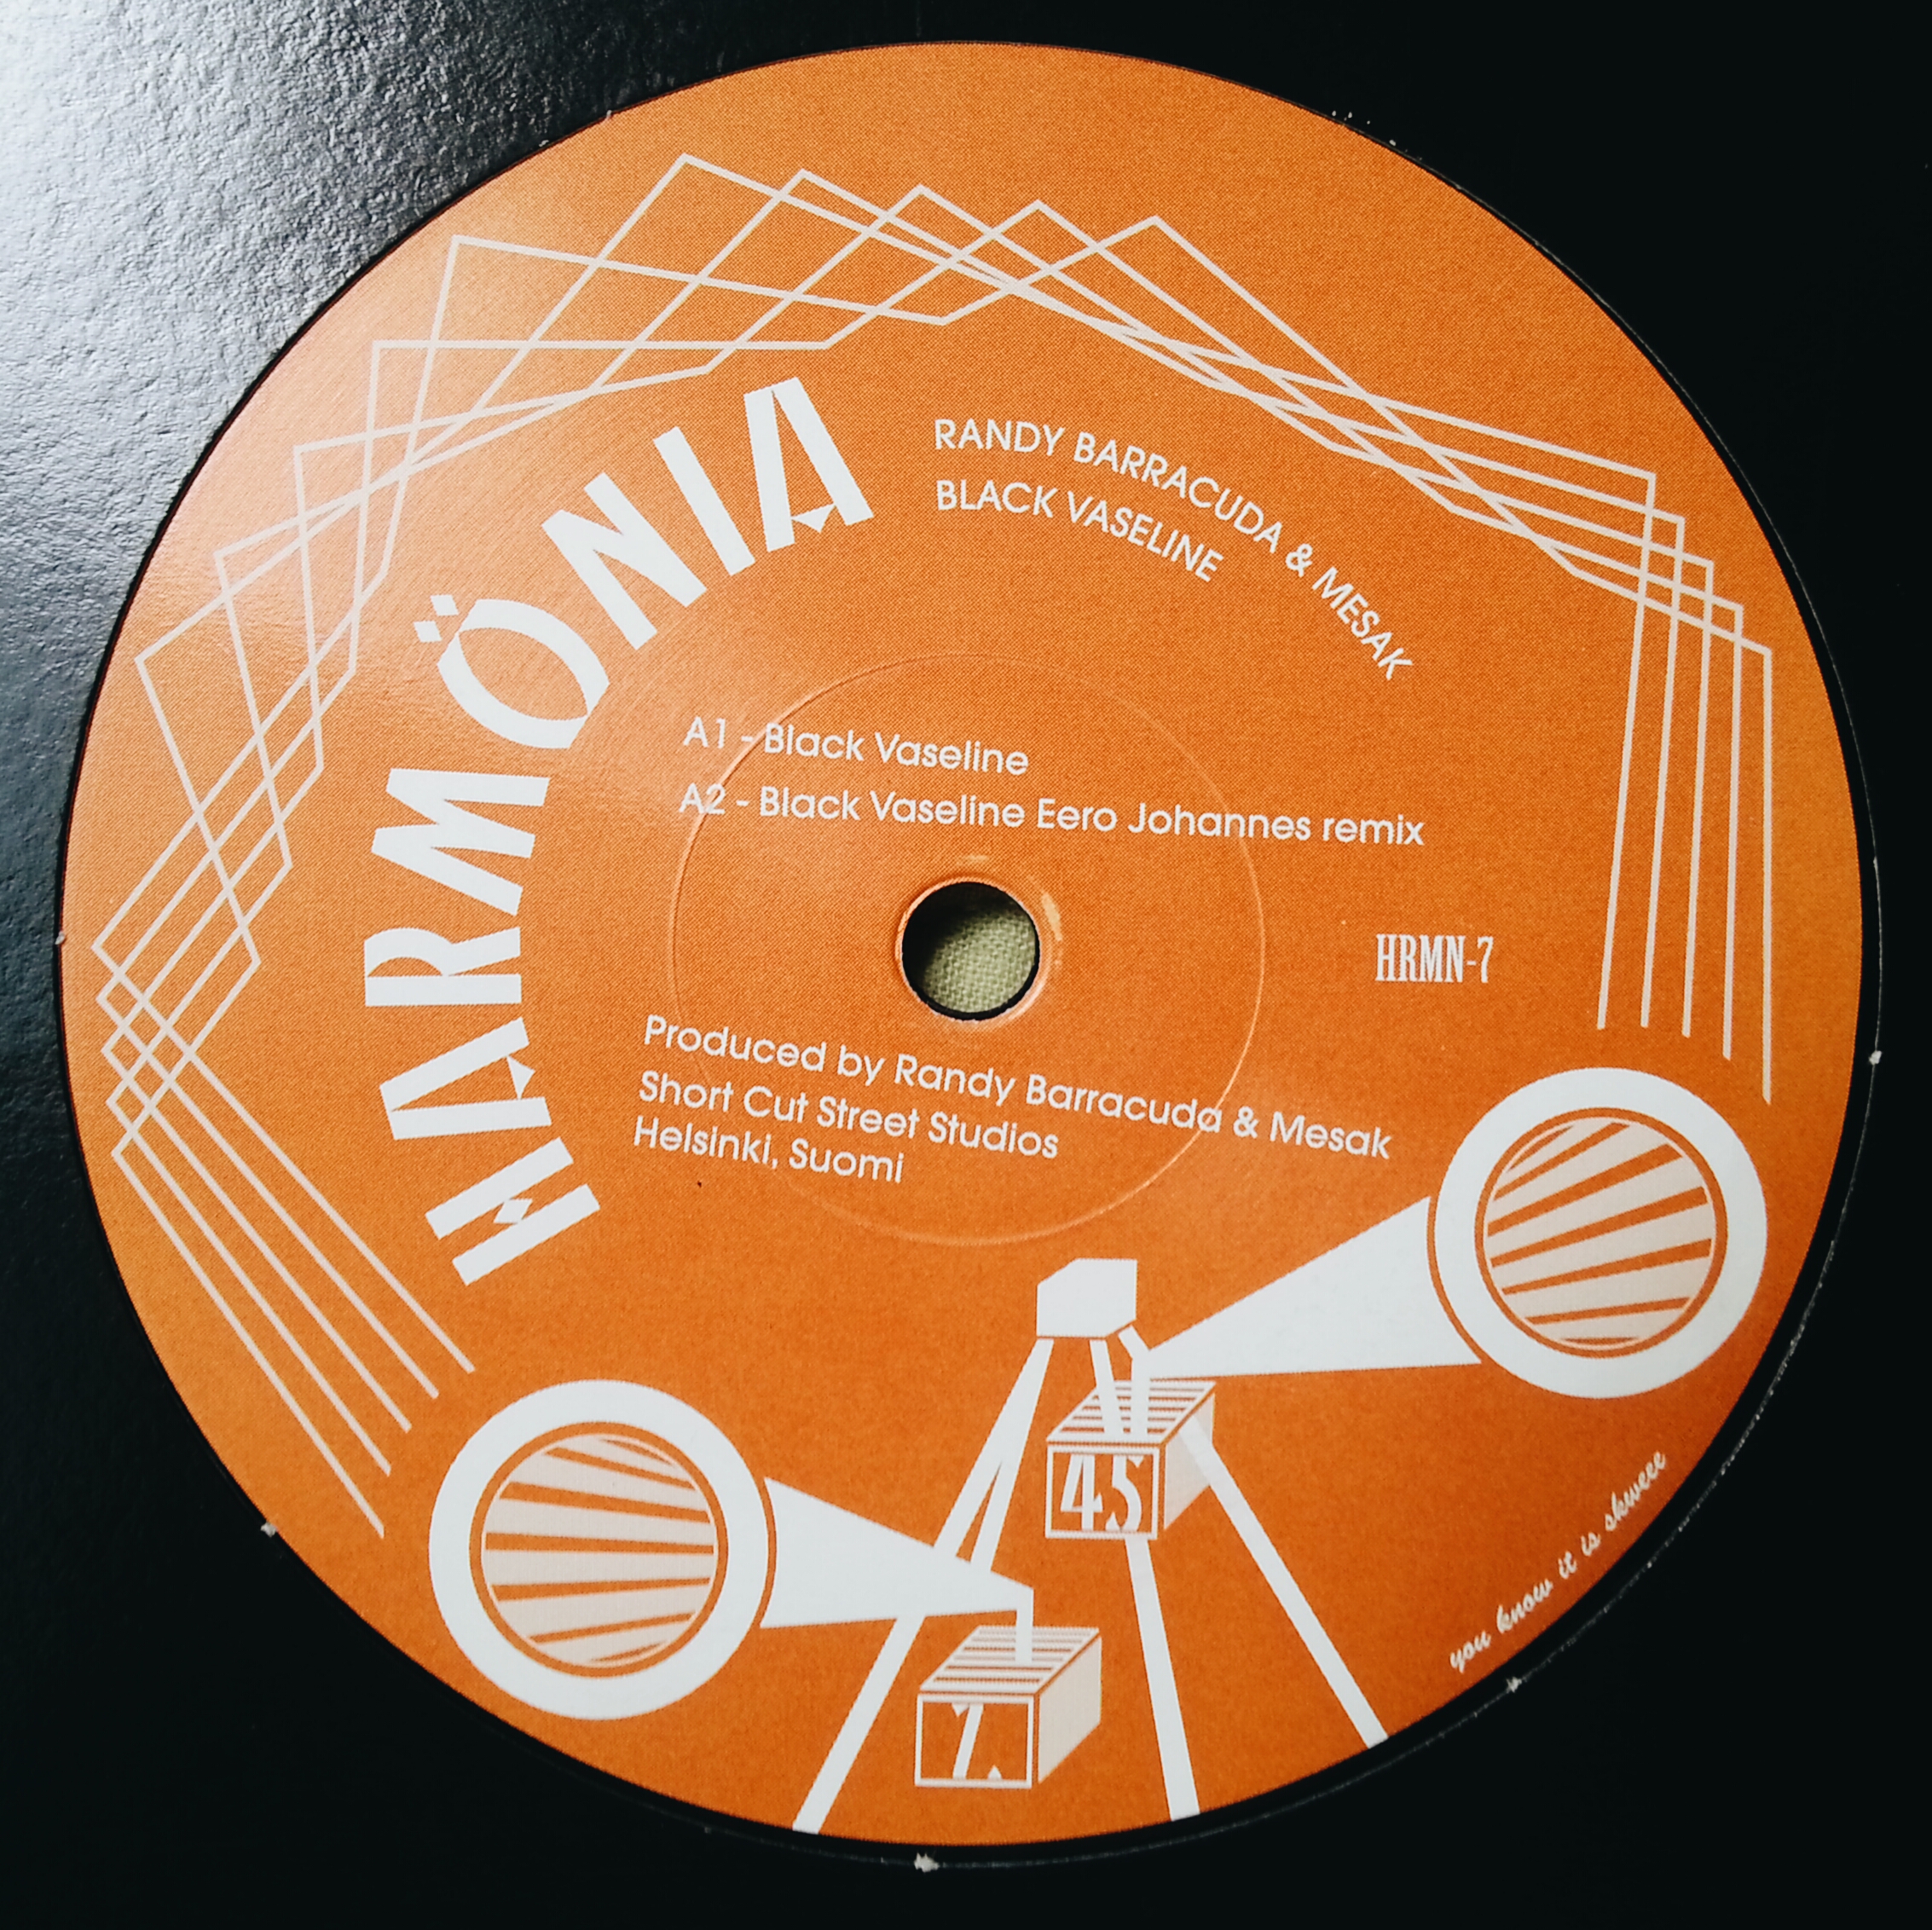 HARMÖNIA
RANDY BARRACUDA & MESAK
BLACK VASELINE
A1 - Black Vaseline
A2 - Black Vaseline Eero Johannes remix
HRMN-7
Produced by Randy Barracuda & Mesak
Short Cut Street Studios
Helsinki, Suomi
45
7.
you know it is skweee